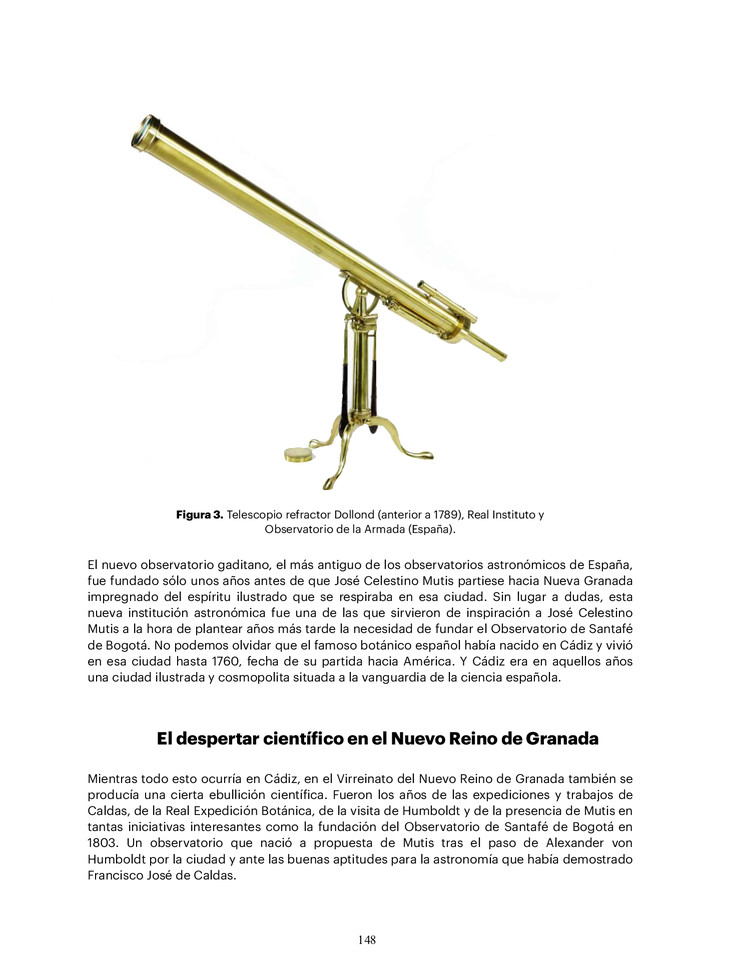 Figura 3. Telescopio refractor Dollond (anterior a 1789), Real Instituto y
Observatorio de la Armada (España).
El nuevo observatorio gaditano, el más antiguo de los observatorios astronómicos de España,
fue fundado sólo unos años antes de que José Celestino Mutis partiese hacia Nueva Granada
impregnado del espíritu ilustrado que se respiraba en esa ciudad. Sin lugar a dudas, esta
nueva institución astronómica fue una de las que sirvieron de inspiración a José Celestino
Mutis a la hora de plantear años más tarde la necesidad de fundar el Observatorio de Santafé
de Bogotá. No podemos olvidar que el famoso botánico español había nacido en Cádiz y vivió
en esa ciudad hasta 1760, fecha de su partida hacia América. Y Cádiz era en aquellos años
una ciudad ilustrada y cosmopolita situada a la vanguardia de la ciencia española.
El despertar científico en el Nuevo Reino de Granada
Mientras todo esto ocurría en Cádiz, en el Virreinato del Nuevo Reino de Granada también se
producía una cierta ebullición científica. Fueron los años de las expediciones y trabajos de
Caldas, de la Real Expedición Botánica, de la visita de Humboldt y de la presencia de Mutis en
tantas iniciativas interesantes como la fundación del Observatorio de Santafé de Bogotá en
1803. Un observatorio que nació a propuesta de Mutis tras el paso de Alexander von
Humboldt por la ciudad y ante las buenas aptitudes para la astronomía que había demostrado
Francisco José de Caldas.
148